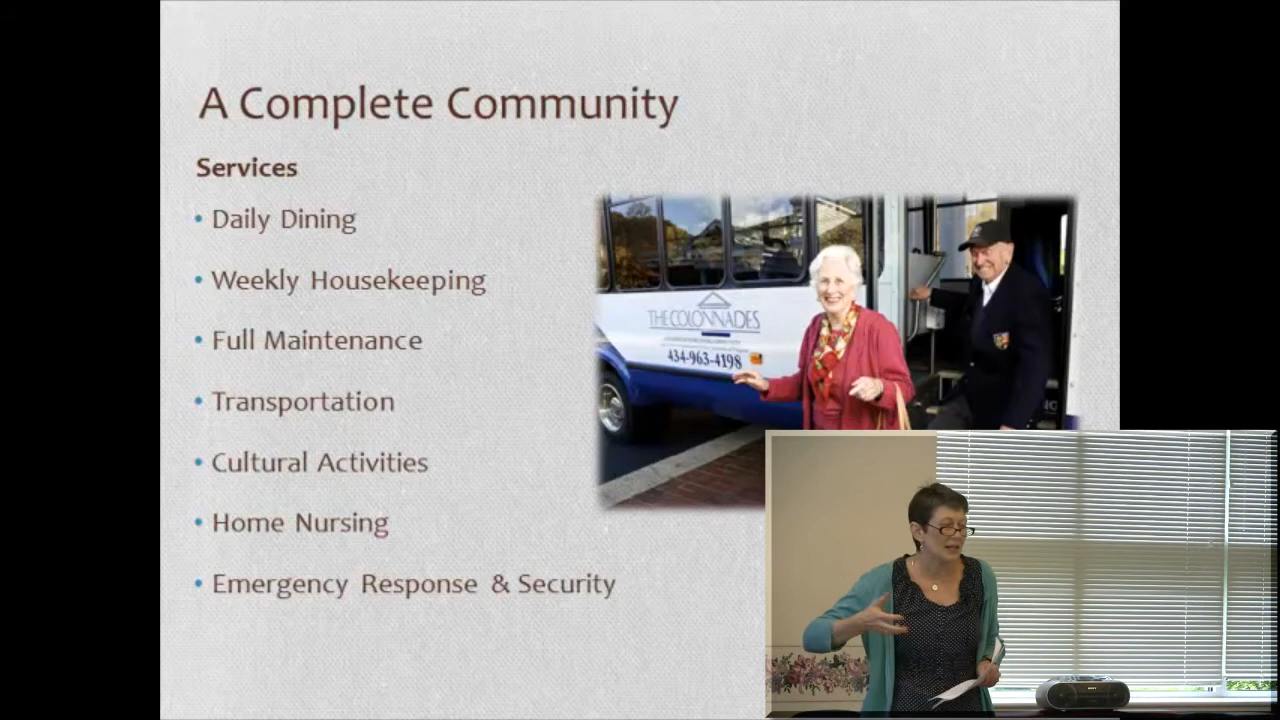 A Complete Community
Services
• Daily Dining
• Weekly Housekeeping
• Full Maintenance
• Transportation
• Cultural Activities
• Home Nursing
• Emergency Response & Security
THE COLONNADES
434-963-4198
SONY